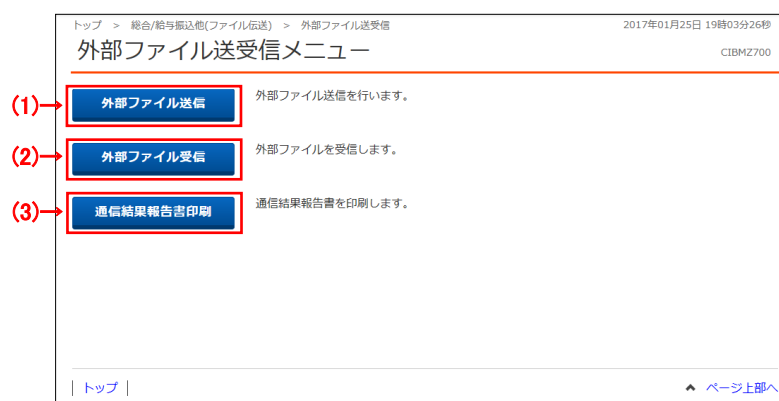 トップ > 総合/給与振込他(ファイル伝送) > 外部ファイル送受信 2017年01月25日 19時03分26秒
外部ファイル送受信メニュー CIBMZ700
(1) 外部ファイル送信 外部ファイル送信を行います。
(2) 外部ファイル受信 外部ファイルを受信します。
(3) 通信結果報告書印刷 通信結果報告書を印刷します。
| トップ | ページ上部へ